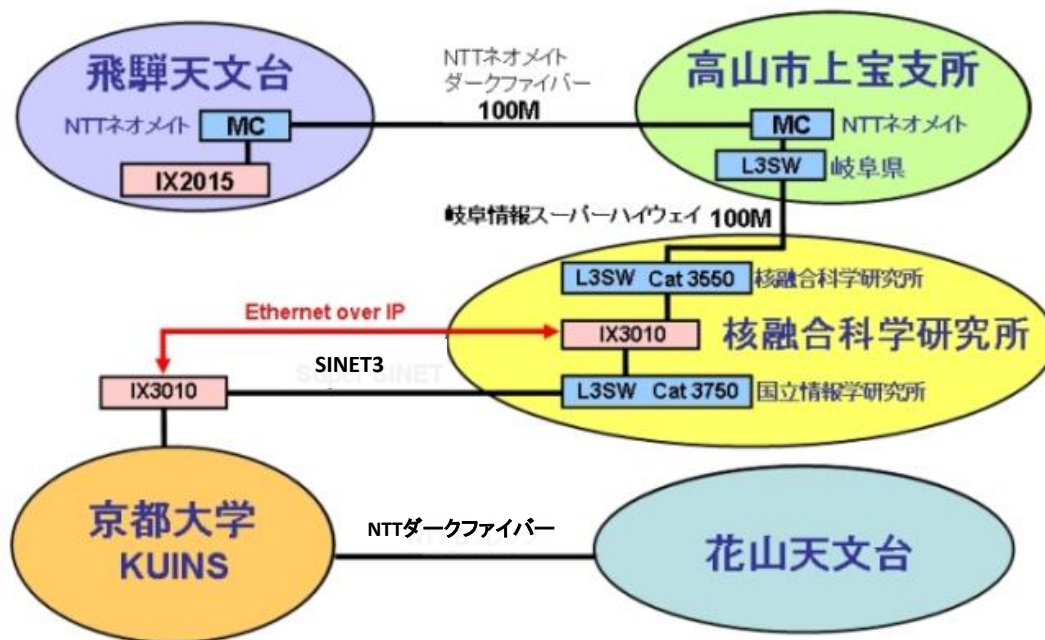 飛騨天文台
NTTネオメイト
MC
IX2015
NTTネオメイト
ダークファイバー
100M
高山市上宝支所
MC
NTTネオメイト
L3SW
岐阜県
岐阜情報スーパーハイウェイ 100M
L3SW Cat 3550
核融合科学研究所
Ethernet over IP
IX3010
核融合科学研究所
SINET3
Super SINET
IX3010
L3SW Cat 3750
国立情報学研究所
京都大学
KUINS
NTTダークファイバー
花山天文台